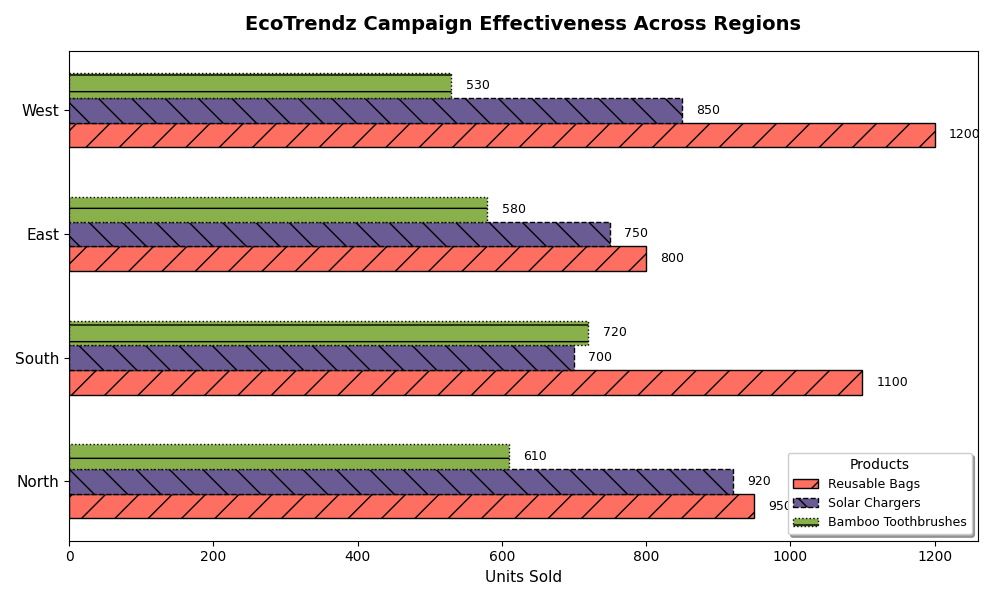 EcoTrendz Campaign Effectiveness Across Regions
530
West
850
1200
580
East
750
800
720
South
700
1100
610
North
920
950
Products
Reusable Bags
Solar Chargers
Bamboo Toothbrushes
0 200 400 600 800 1000 1200
Units Sold